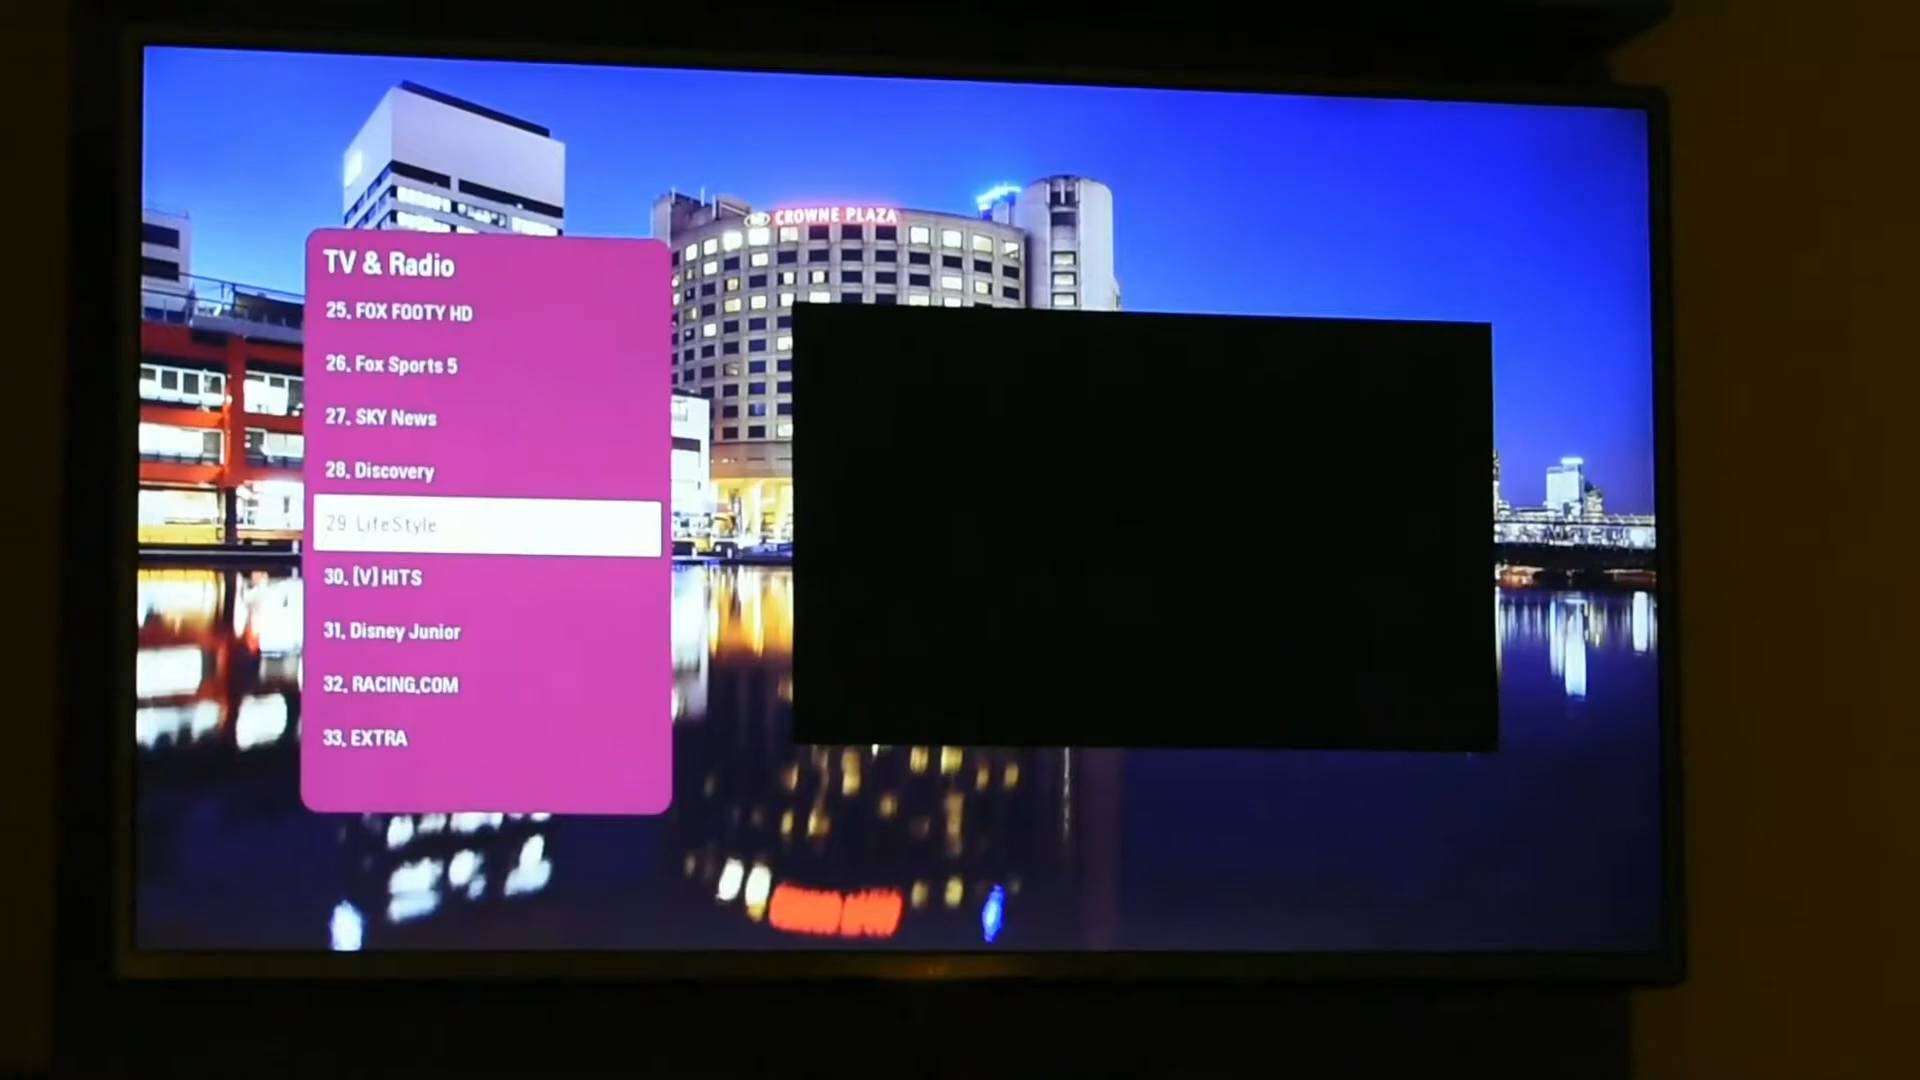 CROWNE PLAZA
TV & Radio
25. FOX FOOTY HD
26. Fox Sports 5
27. SKY News
28. Discovery
29 LifeStyle
30. [V] HITS
31. Disney Junior
32. RACING.COM
33. EXTRA